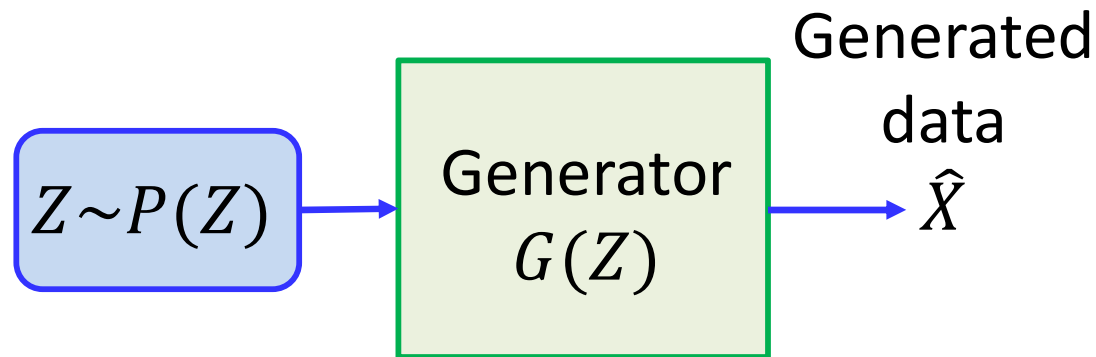 Z~P(Z)
Generator
G(Z)
Generated
data
X̂